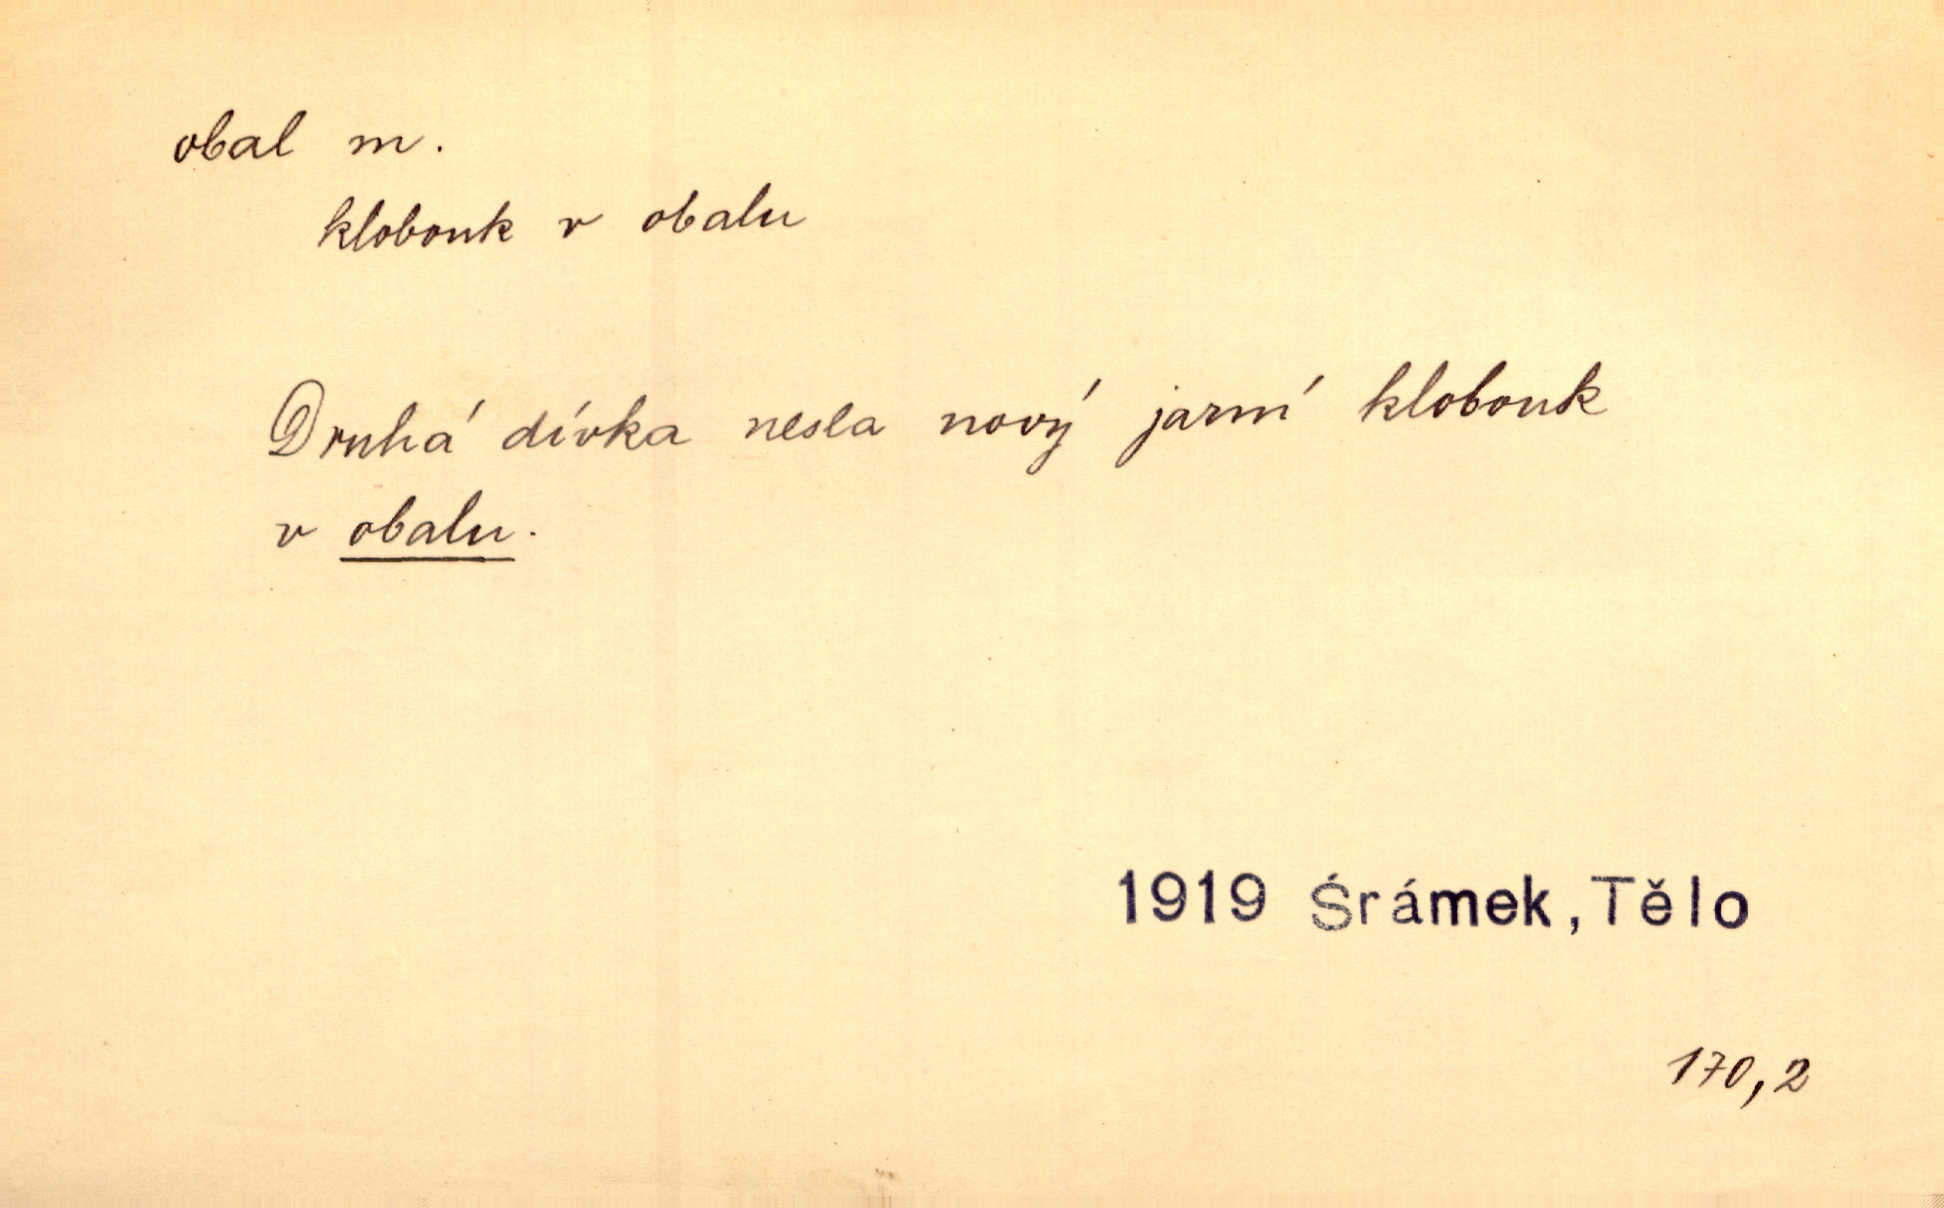 obal m.
klobouk v obalu
Druhá dívka nesla nový jarní klobouk
v obalu.
1919 Šrámek, Tělo
170,2